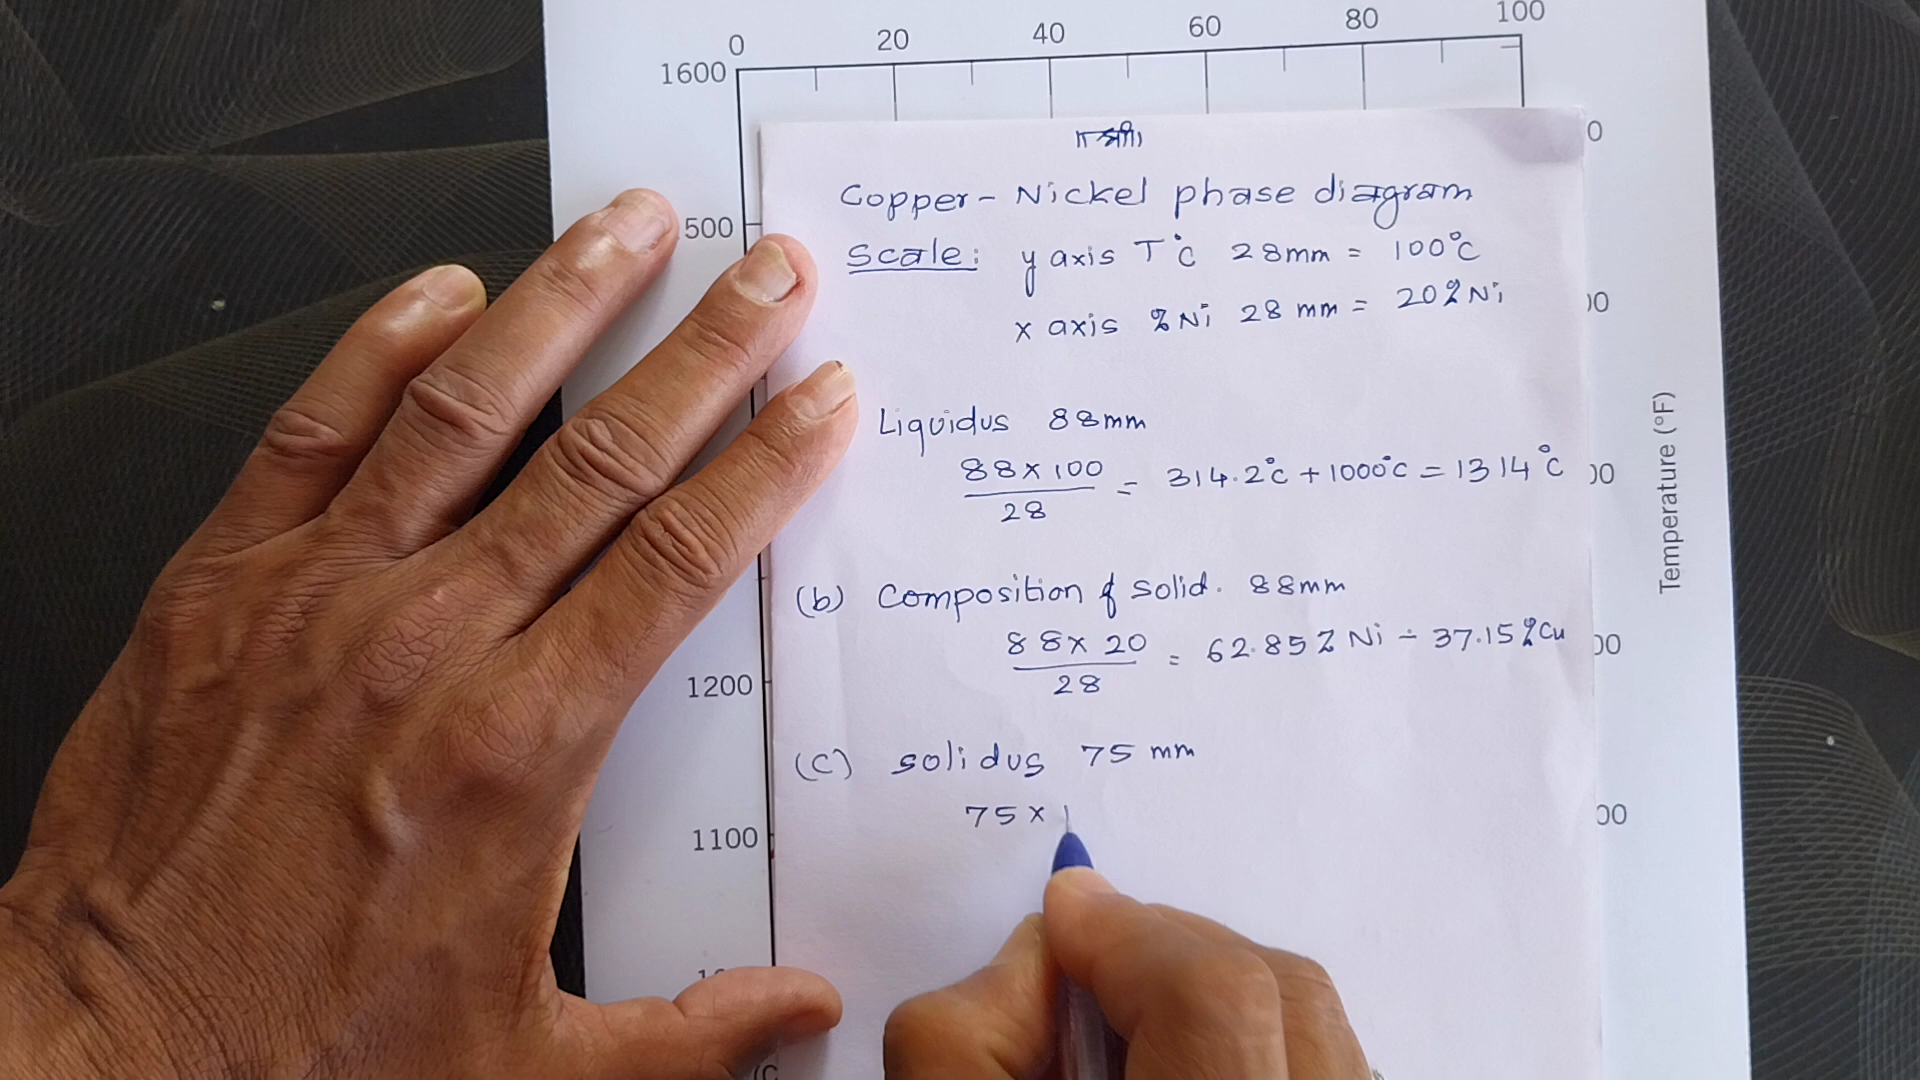 0 20 40 60 80 100
1600
॥श्री॥
Copper - Nickel phase diagram
500
Scale: y axis T°C 28mm = 100°C
x axis % Ni 28 mm = 20% Ni
Liquidus 88mm
88 x 100 / 28 = 314.2°C + 1000°C = 1314°C
(b) Composition of solid. 88mm
88 x 20 / 28 = 62.85% Ni - 37.15% Cu
1200
(c) Solidus 75 mm
75 x 1
1100
Temperature (°F)